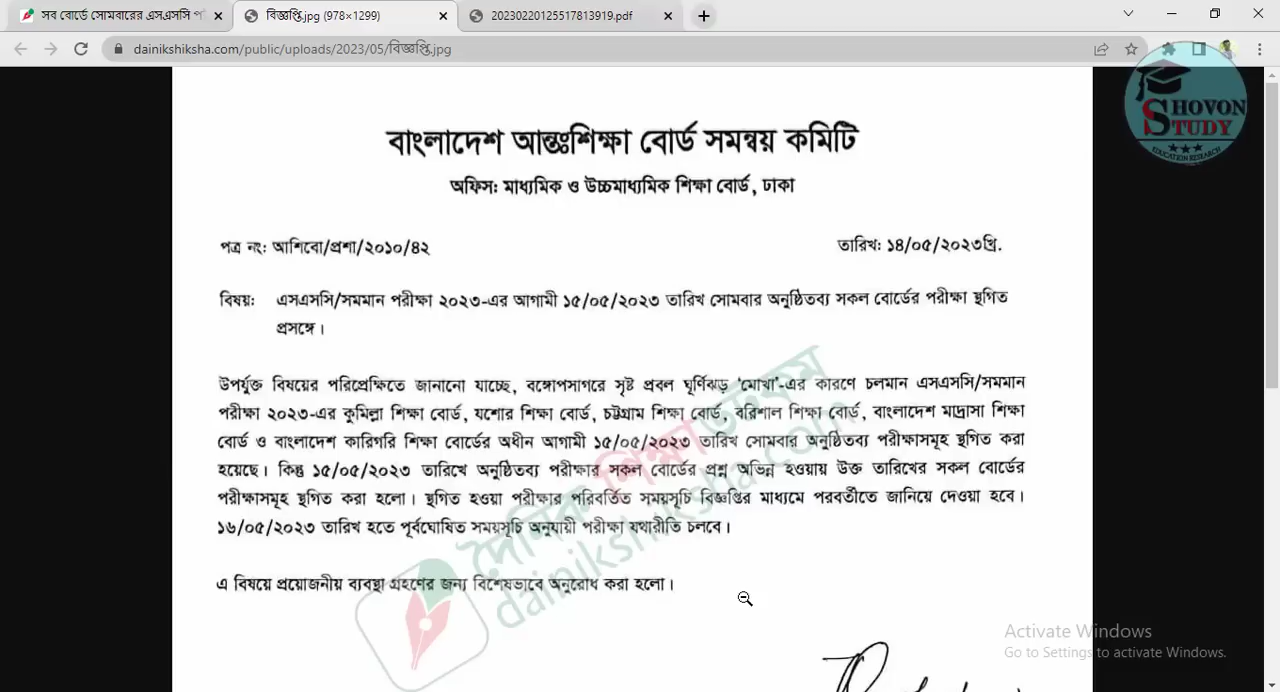 সব বোর্ডে সোমবারের এসএসসি
বিজ্ঞপ্তি.jpg (978×1299)
20230220125517813919.pdf
dainikshiksha.com/public/uploads/2023/05/বিজ্ঞপ্তি.jpg
SHOVON
STUDY
EDUCATION RESEARCH
বাংলাদেশ আন্তঃশিক্ষা বোর্ড সমন্বয় কমিটি
অফিস: মাধ্যমিক ও উচ্চমাধ্যমিক শিক্ষা বোর্ড, ঢাকা
পত্র নং: আশিবো/প্রশা/২০১০/৪২
তারিখ: ১৪/০৫/২০২৩খ্রি.
বিষয়: এসএসসি/সমমান পরীক্ষা ২০২৩-এর আগামী ১৫/০৫/২০২৩ তারিখ সোমবার অনুষ্ঠিতব্য সকল বোর্ডের পরীক্ষা স্থগিত
প্রসঙ্গে।
উপর্যুক্ত বিষয়ের পরিপ্রেক্ষিতে জানানো যাচ্ছে, বঙ্গোপসাগরে সৃষ্ট প্রবল ঘূর্ণিঝড় 'মোখা'-এর কারণে চলমান এসএসসি/সমমান
পরীক্ষা ২০২৩-এর কুমিল্লা শিক্ষা বোর্ড, যশোর শিক্ষা বোর্ড, চট্টগ্রাম শিক্ষা বোর্ড, বরিশাল শিক্ষা বোর্ড, বাংলাদেশ মাদ্রাসা শিক্ষা
বোর্ড ও বাংলাদেশ কারিগরি শিক্ষা বোর্ডের অধীন আগামী ১৫/০৫/২০২৩ তারিখ সোমবার অনুষ্ঠিতব্য পরীক্ষাসমূহ স্থগিত করা
হয়েছে। কিন্তু ১৫/০৫/২০২৩ তারিখে অনুষ্ঠিতব্য পরীক্ষার সকল বোর্ডের প্রশ্ন অভিন্ন হওয়ায় উক্ত তারিখের সকল বোর্ডের
পরীক্ষাসমূহ স্থগিত করা হলো। স্থগিত হওয়া পরীক্ষার পরিবর্তিত সময়সূচি বিজ্ঞপ্তির মাধ্যমে পরবর্তীতে জানিয়ে দেওয়া হবে।
১৬/০৫/২০২৩ তারিখ হতে পূর্বঘোষিত সময়সূচি অনুযায়ী পরীক্ষা যথারীতি চলবে।
এ বিষয়ে প্রয়োজনীয় ব্যবস্থা গ্রহণের জন্য বিশেষভাবে অনুরোধ করা হলো।
দৈনিক শিক্ষাডটকম
dainikshiksha.com
Activate Windows
Go to Settings to activate Windows.